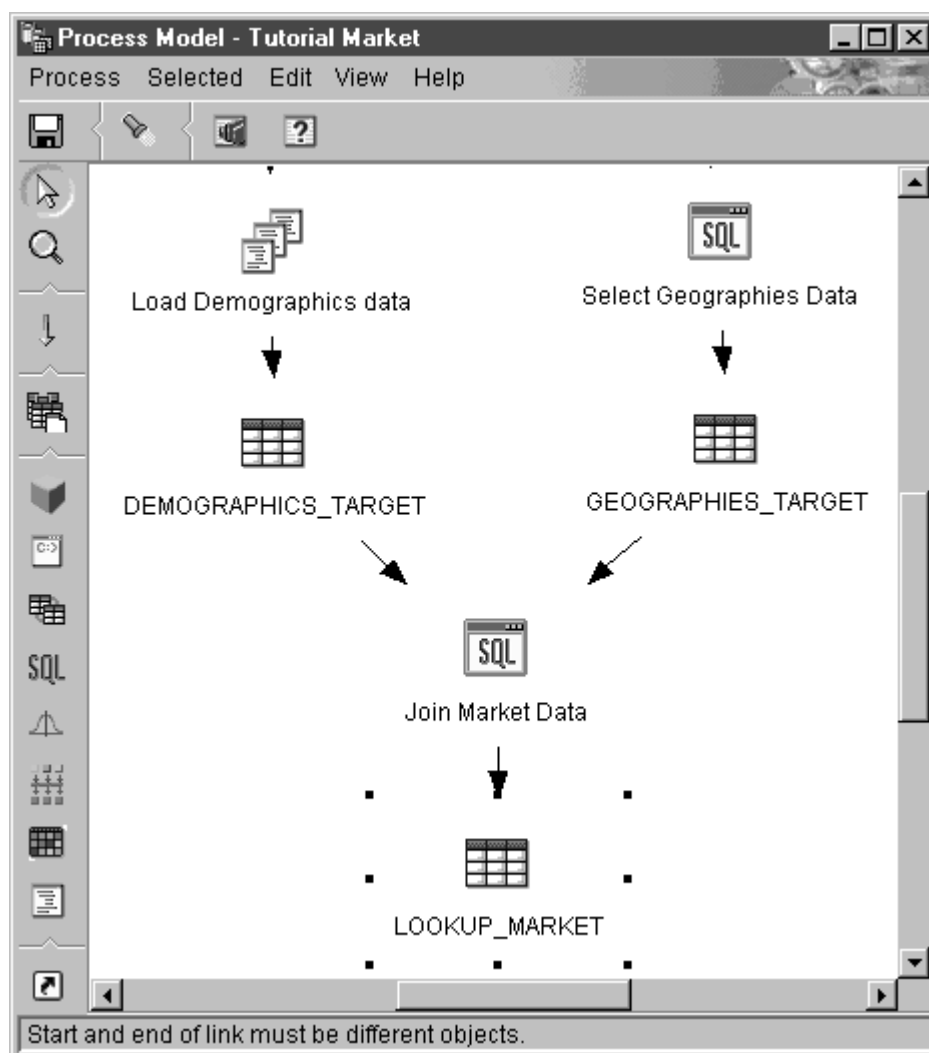 Process Model - Tutorial Market
Process Selected Edit View Help
SQL
Load Demographics data
Select Geographies Data
DEMOGRAPHICS_TARGET
GEOGRAPHIES_TARGET
C:>
SQL
SQL
Join Market Data
LOOKUP_MARKET
Start and end of link must be different objects.